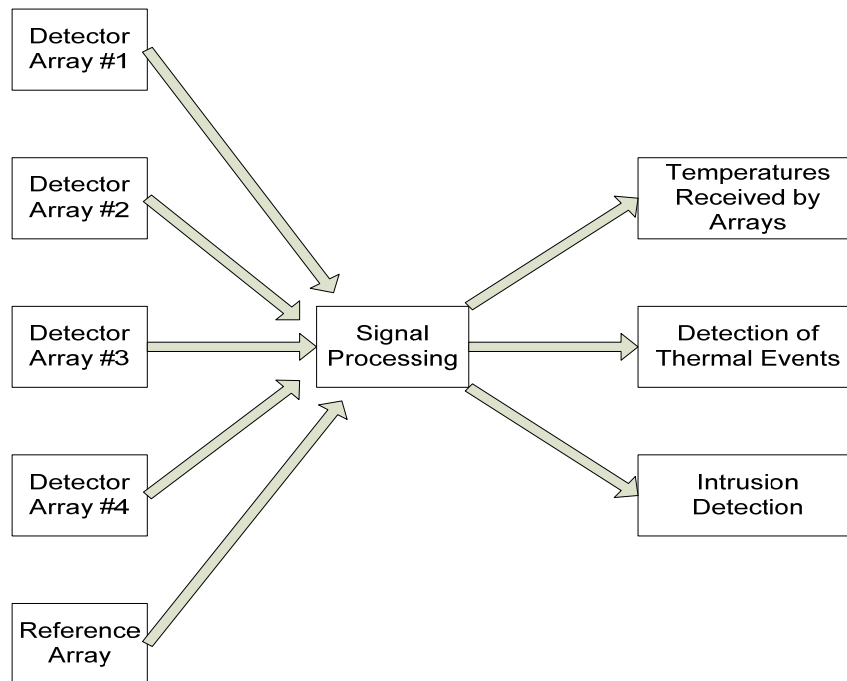 Detector
Array #1
Detector
Array #2
Detector
Array #3
Detector
Array #4
Reference
Array
Signal
Processing
Temperatures
Received by
Arrays
Detection of
Thermal Events
Intrusion
Detection